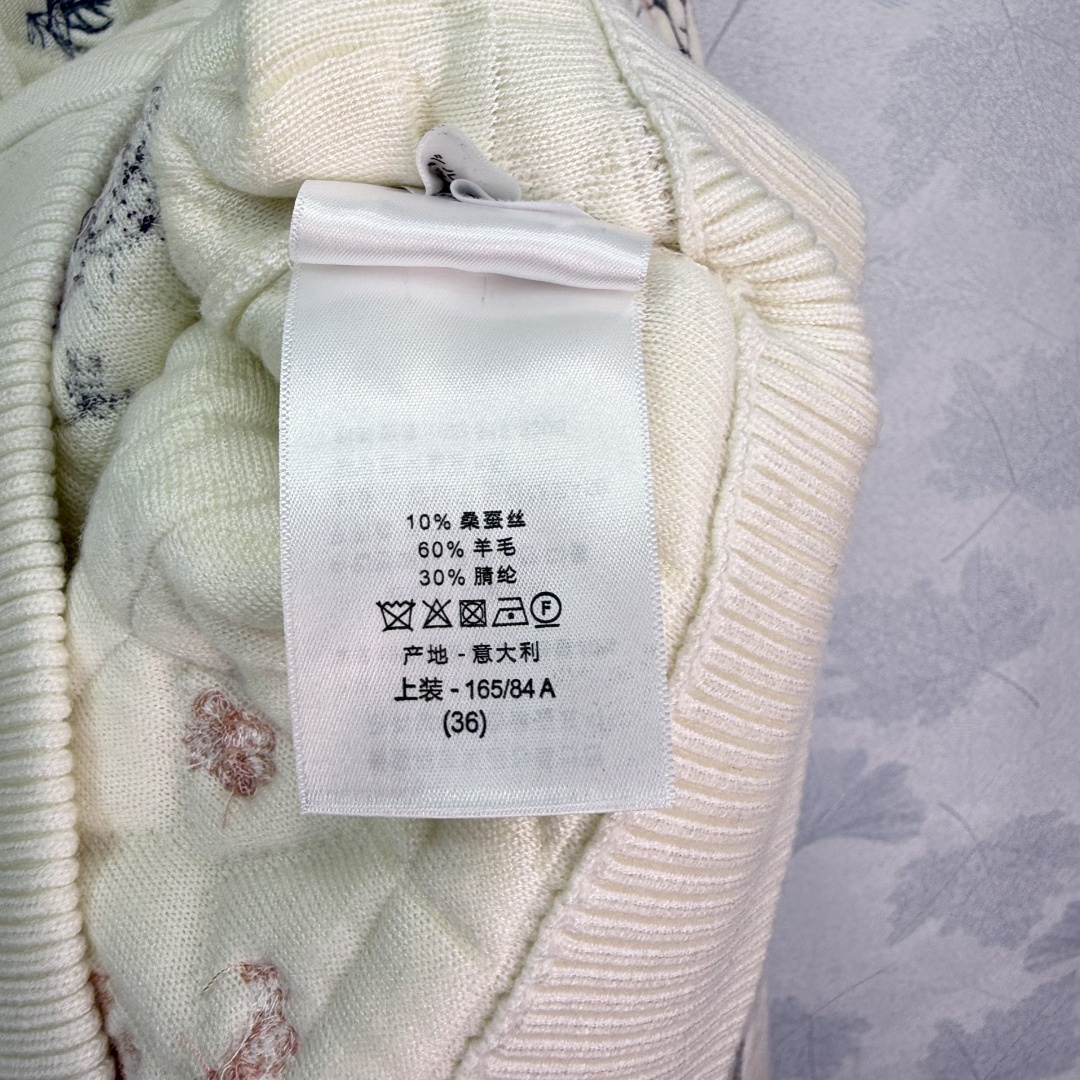 10% 桑蚕丝
60% 羊毛
30% 腈纶
F
产地 - 意大利
上装 - 165/84 A
(36)